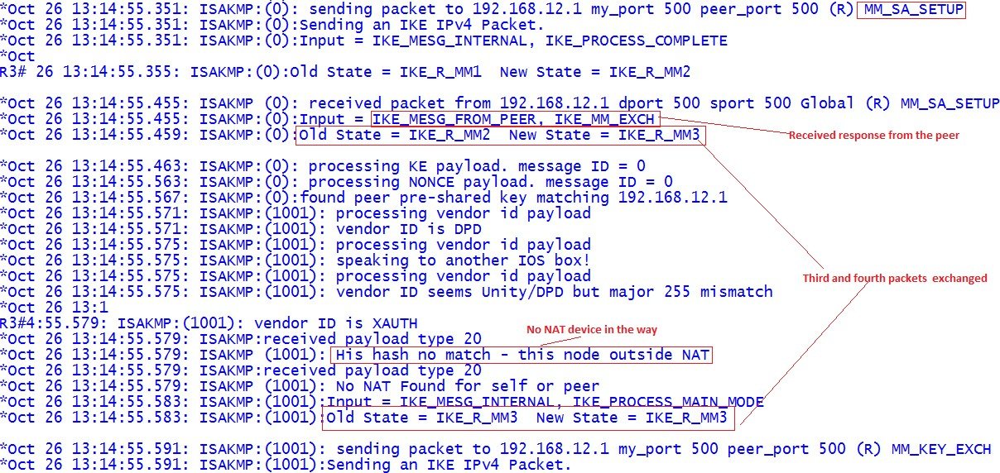 *Oct 26 13:14:55.351: ISAKMP:(0): sending packet to 192.168.12.1 my_port 500 peer_port 500 (R) MM_SA_SETUP
*Oct 26 13:14:55.351: ISAKMP:(0):Sending an IKE IPv4 Packet.
*Oct 26 13:14:55.351: ISAKMP:(0):Input = IKE_MESG_INTERNAL, IKE_PROCESS_COMPLETE
*Oct
R3# 26 13:14:55.355: ISAKMP:(0):Old State = IKE_R_MM1  New State = IKE_R_MM2
*Oct 26 13:14:55.455: ISAKMP (0): received packet from 192.168.12.1 dport 500 sport 500 Global (R) MM_SA_SETUP
*Oct 26 13:14:55.455: ISAKMP:(0):Input = IKE_MESG_FROM_PEER, IKE_MM_EXCH
*Oct 26 13:14:55.459: ISAKMP:(0):Old State = IKE_R_MM2  New State = IKE_R_MM3
Received response from the peer
*Oct 26 13:14:55.463: ISAKMP:(0): processing KE payload. message ID = 0
*Oct 26 13:14:55.563: ISAKMP:(0): processing NONCE payload. message ID = 0
*Oct 26 13:14:55.567: ISAKMP:(0):found peer pre-shared key matching 192.168.12.1
*Oct 26 13:14:55.571: ISAKMP:(1001): processing vendor id payload
*Oct 26 13:14:55.571: ISAKMP:(1001): vendor ID is DPD
*Oct 26 13:14:55.575: ISAKMP:(1001): processing vendor id payload
*Oct 26 13:14:55.575: ISAKMP:(1001): speaking to another IOS box!
*Oct 26 13:14:55.575: ISAKMP:(1001): processing vendor id payload
Third and fourth packets exchanged
*Oct 26 13:14:55.575: ISAKMP:(1001): vendor ID seems Unity/DPD but major 255 mismatch
*Oct 26 13:1
R3#4:55.579: ISAKMP:(1001): vendor ID is XAUTH
No NAT device in the way
*Oct 26 13:14:55.579: ISAKMP:received payload type 20
*Oct 26 13:14:55.579: ISAKMP (1001): His hash no match - this node outside NAT
*Oct 26 13:14:55.579: ISAKMP:received payload type 20
*Oct 26 13:14:55.579: ISAKMP (1001): No NAT Found for self or peer
*Oct 26 13:14:55.583: ISAKMP:(1001):Input = IKE_MESG_INTERNAL, IKE_PROCESS_MAIN_MODE
*Oct 26 13:14:55.583: ISAKMP:(1001):Old State = IKE_R_MM3  New State = IKE_R_MM3
*Oct 26 13:14:55.591: ISAKMP:(1001): sending packet to 192.168.12.1 my_port 500 peer_port 500 (R) MM_KEY_EXCH
*Oct 26 13:14:55.591: ISAKMP:(1001):Sending an IKE IPv4 Packet.